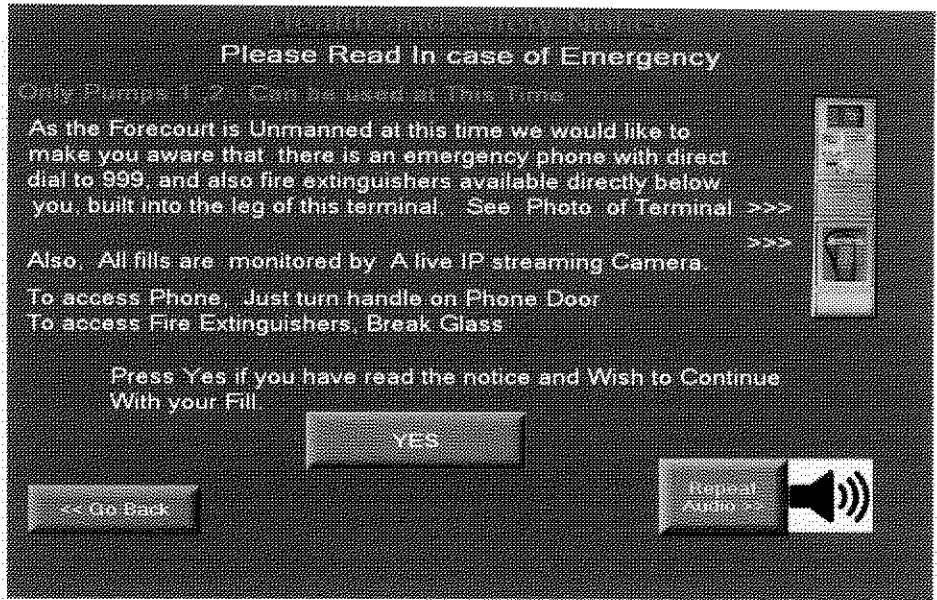 Health and Safety Notice
Please Read In case of Emergency
Only Pumps 1 ,2 , Can be used at This Time
As the Forecourt is Unmanned at this time we would like to
make you aware that there is an emergency phone with direct
dial to 999, and also fire extinguishers available directly below
you, built into the leg of this terminal. See Photo of Terminal >>>
>>>
Also, All fills are monitored by A live IP streaming Camera.
To access Phone, Just turn handle on Phone Door
To access Fire Extinguishers, Break Glass
Press Yes if you have read the notice and Wish to Continue
With your Fill.
YES
<< Go Back
Repeat
Audio >>